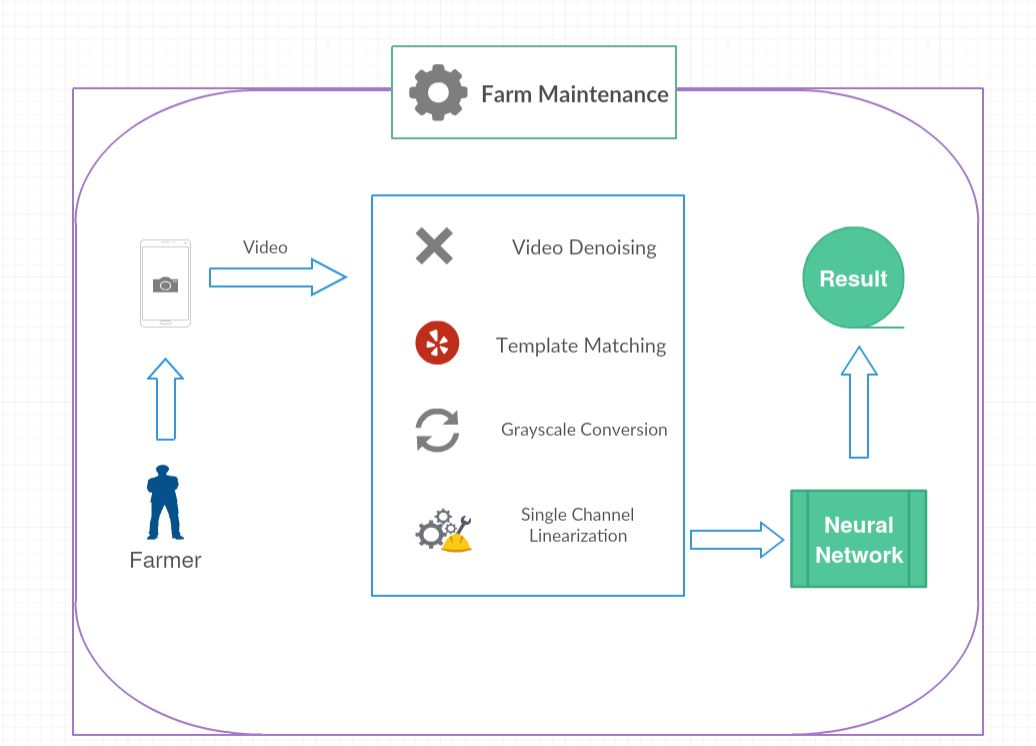 Farm Maintenance
Video
Video Denoising
Template Matching
Grayscale Conversion
Single Channel
Linearization
Farmer
Neural
Network
Result